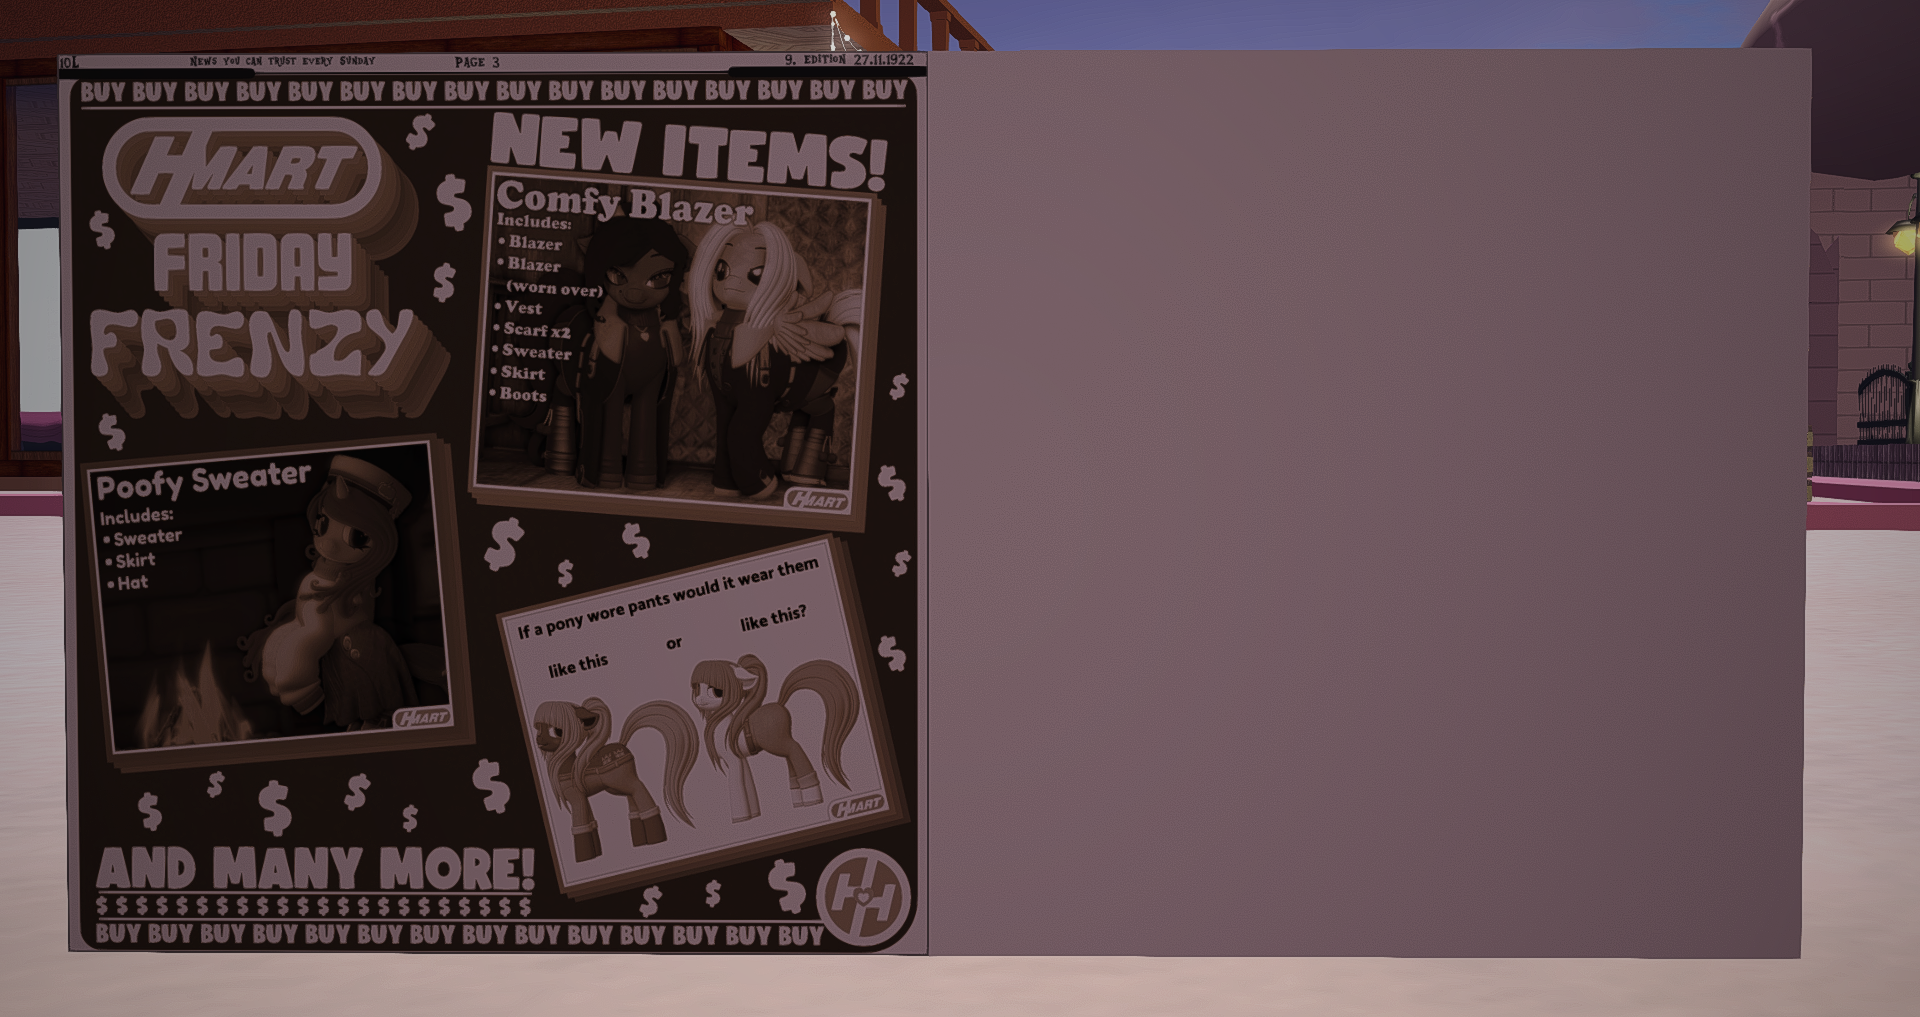 10L NEWS YOU CAN TRUST EVERY SUNDAY PAGE 3 9. EDITION 27.11.1922
BUY BUY BUY BUY BUY BUY BUY BUY BUY BUY BUY BUY BUY BUY BUY BUY
HMART
FRIDAY
FRENZY
NEW ITEMS!
Comfy Blazer
Includes:
• Blazer
• Blazer
(worn over)
• Vest
• Scarf x2
• Sweater
• Skirt
• Boots
HMART
Poofy Sweater
Includes:
• Sweater
• Skirt
• Hat
HMART
If a pony wore pants would it wear them
like this or like this?
HMART
AND MANY MORE!
$ $ $ $ $ $ $ $ $ $ $ $ $ $ $ $ $ $ $ $ $ $
BUY BUY BUY BUY BUY BUY BUY BUY BUY BUY BUY BUY BUY BUY
HH